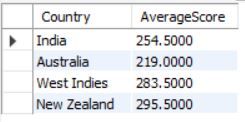 Country AverageScore
India 254.5000
Australia 219.0000
West Indies 283.5000
New Zealand 295.5000